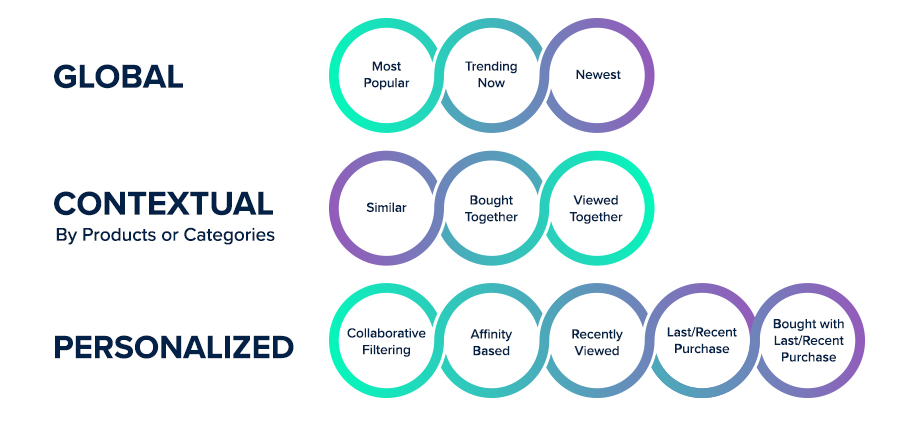 GLOBAL
Most
Popular
Trending
Now
Newest
CONTEXTUAL
By Products or Categories
Similar
Bought
Together
Viewed
Together
PERSONALIZED
Collaborative
Filtering
Affinity
Based
Recently
Viewed
Last/Recent
Purchase
Bought with
Last/Recent
Purchase